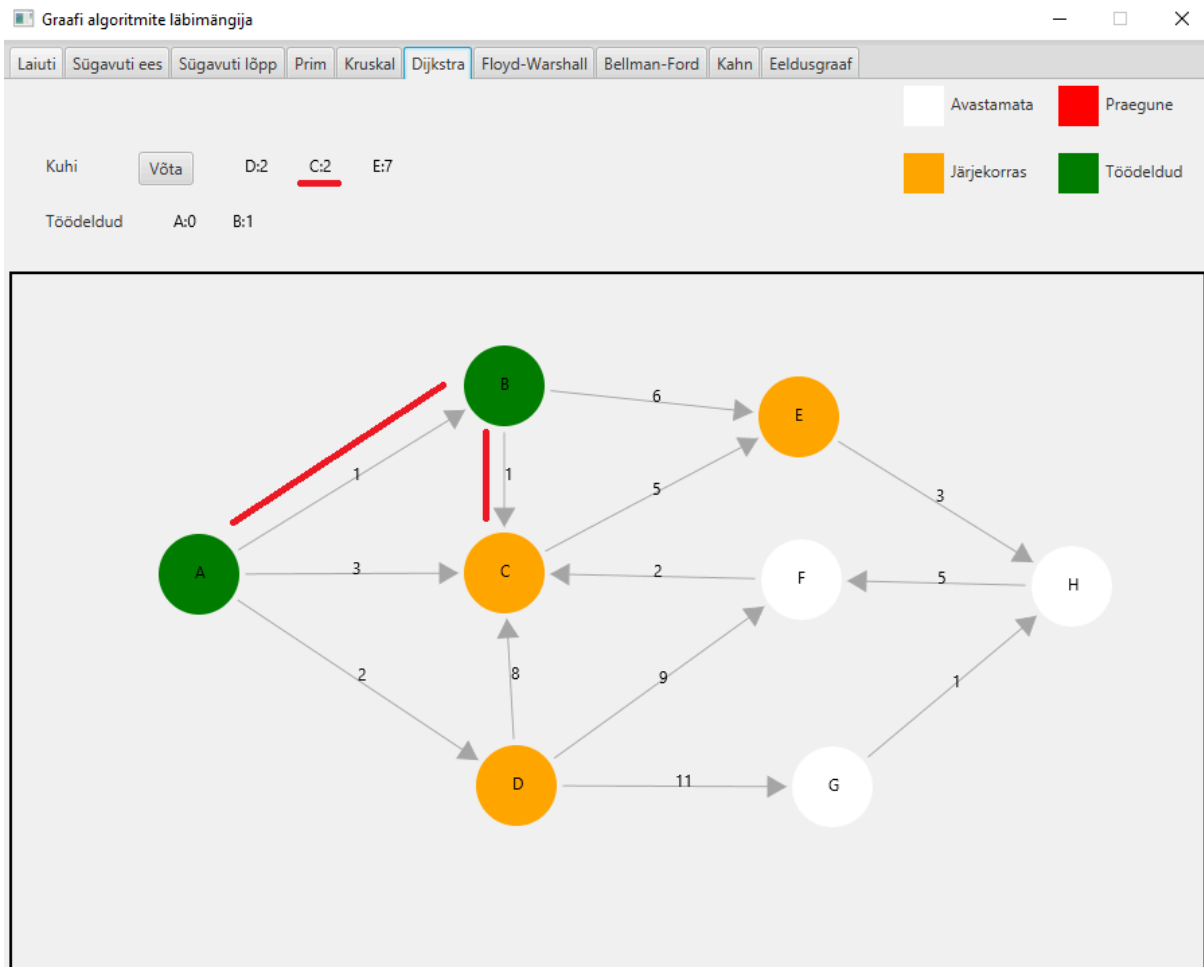 Graafi algoritmite läbimängija
Laiuti Sügavuti ees Sügavuti lõpp Prim Kruskal Dijkstra Floyd-Warshall Bellman-Ford Kahn Eeldusgraaf
Avastamata Praegune
Kuhi Võta D:2 C:2 E:7
Järjekorras Töödeldud
Töödeldud A:0 B:1
B
6
E
1
1
5
3
A
3
C
2
F
5
H
2
8
9
1
D
11
G